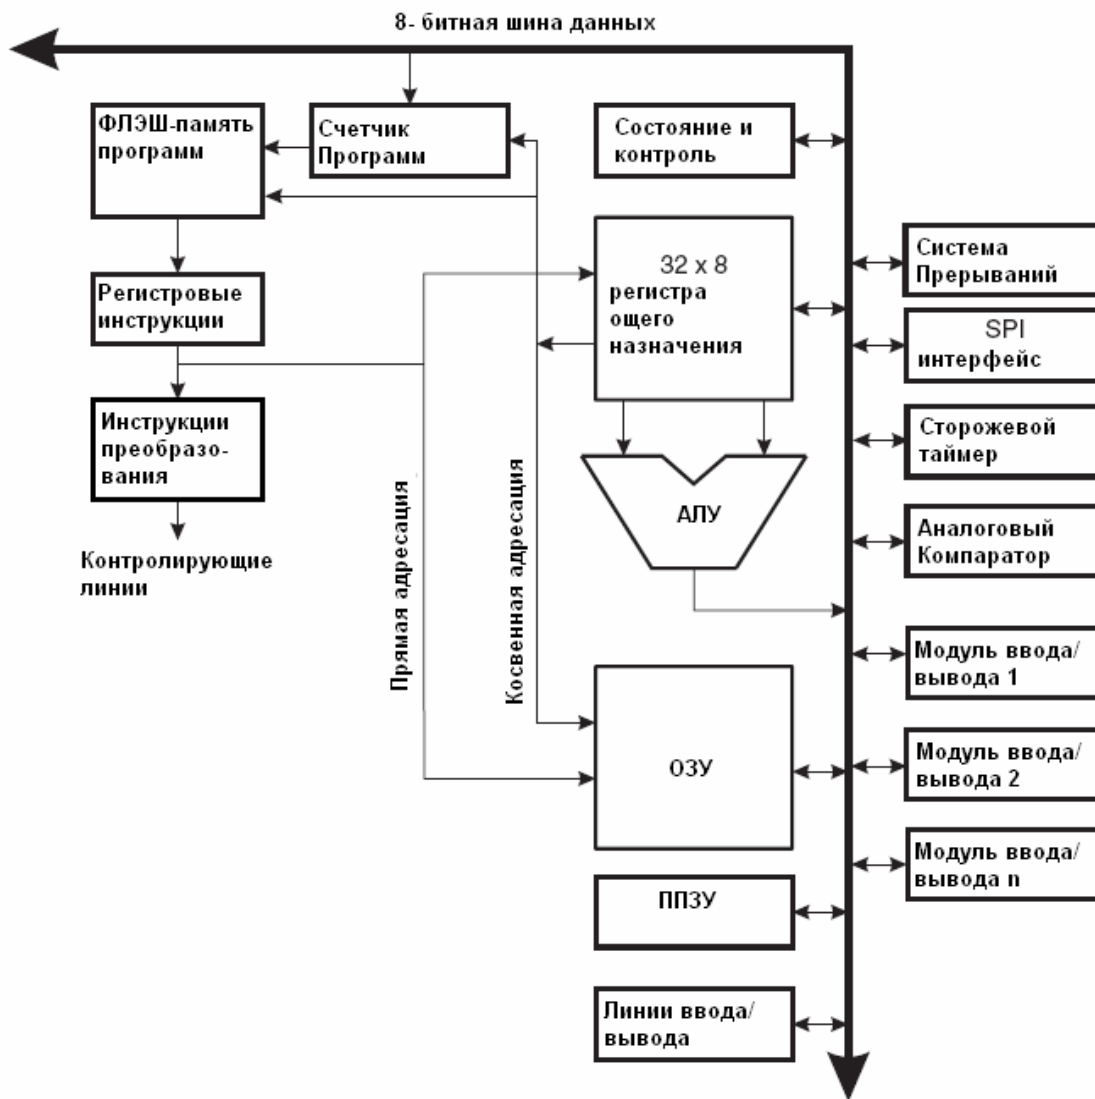 8- битная шина данных
ФЛЭШ-память
программ
Счетчик
Программ
Состояние и
контроль
32 x 8
регистра
ощего
назначения
Система
Прерываний
Регистровые
инструкции
SPI
интерфейс
Инструкции
преобразо-
вания
Сторожевой
таймер
АЛУ
Аналоговый
Компаратор
Контролирующие
линии
Прямая адресация
Косвенная адресация
Модуль ввода/
вывода 1
ОЗУ
Модуль ввода/
вывода 2
Модуль ввода/
вывода n
ППЗУ
Линии ввода/
вывода